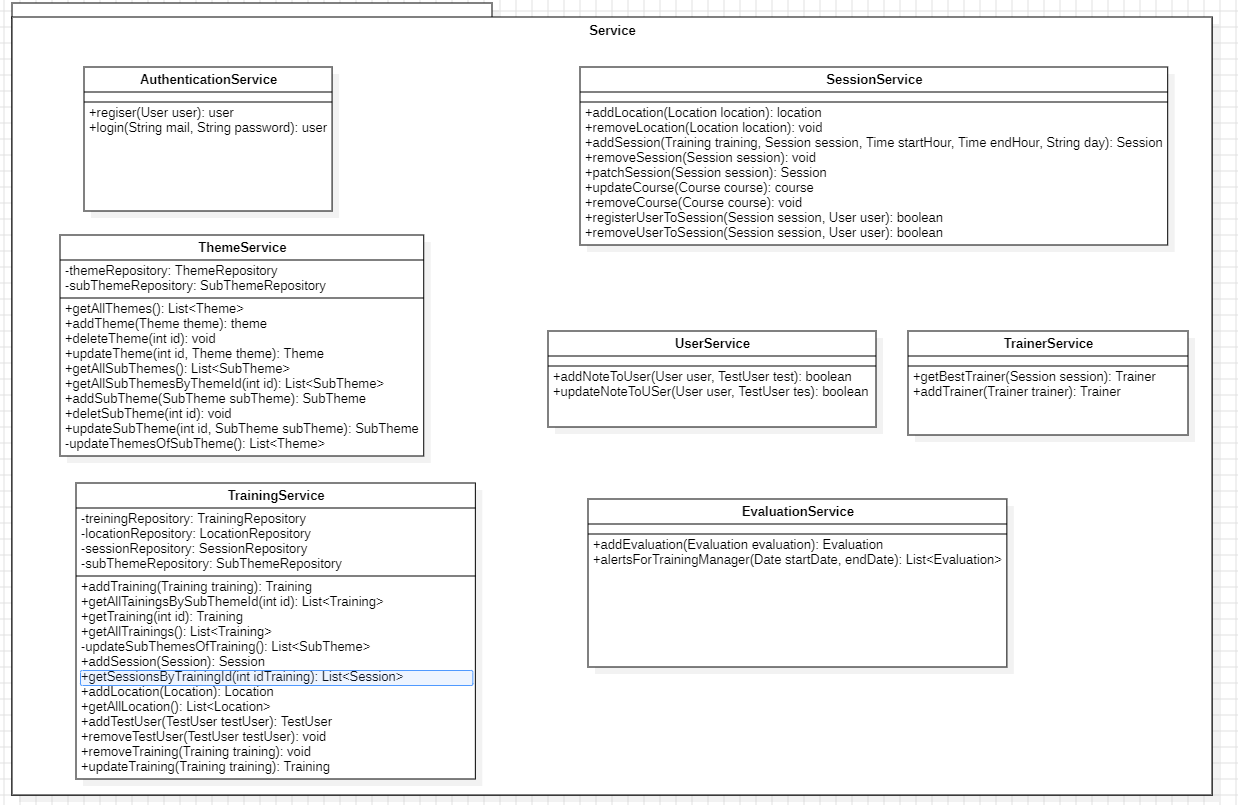 Service
AuthenticationService
+regiser(User user): user
+login(String mail, String password): user
SessionService
+addLocation(Location location): location
+removeLocation(Location location): void
+addSession(Training training, Session session, Time startHour, Time endHour, String day): Session
+removeSession(Session session): void
+patchSession(Session session): Session
+updateCourse(Course course): course
+removeCourse(Course course): void
+registerUserToSession(Session session, User user): boolean
+removeUserToSession(Session session, User user): boolean
ThemeService
-themeRepository: ThemeRepository
-subThemeRepository: SubThemeRepository
+getAllThemes(): List<Theme>
+addTheme(Theme theme): theme
+deleteTheme(int id): void
+updateTheme(int id, Theme theme): Theme
+getAllSubThemes(): List<SubTheme>
+getAllSubThemesByThemeId(int id): List<SubTheme>
+addSubTheme(SubTheme subTheme): SubTheme
+deletSubTheme(int id): void
+updateSubTheme(int id, SubTheme subTheme): SubTheme
-updateThemesOfSubTheme(): List<Theme>
UserService
+addNoteToUser(User user, TestUser test): boolean
+updateNoteToUSer(User user, TestUser tes): boolean
TrainerService
+getBestTrainer(Session session): Trainer
+addTrainer(Trainer trainer): Trainer
TrainingService
-treiningRepository: TrainingRepository
-locationRepository: LocationRepository
-sessionRepository: SessionRepository
-subThemeRepository: SubThemeRepository
+addTraining(Training training): Training
+getAllTainingsBySubThemeId(int id): List<Training>
+getTraining(int id): Training
+getAllTrainings(): List<Training>
-updateSubThemesOfTraining(): List<SubTheme>
+addSession(Session): Session
+getSessionsByTrainingId(int idTraining): List<Session>
+addLocation(Location): Location
+getAllLocation(): List<Location>
+addTestUser(TestUser testUser): TestUser
+removeTestUser(TestUser testUser): void
+removeTraining(Training training): void
+updateTraining(Training training): Training
EvaluationService
+addEvaluation(Evaluation evaluation): Evaluation
+alertsForTrainingManager(Date startDate, endDate): List<Evaluation>